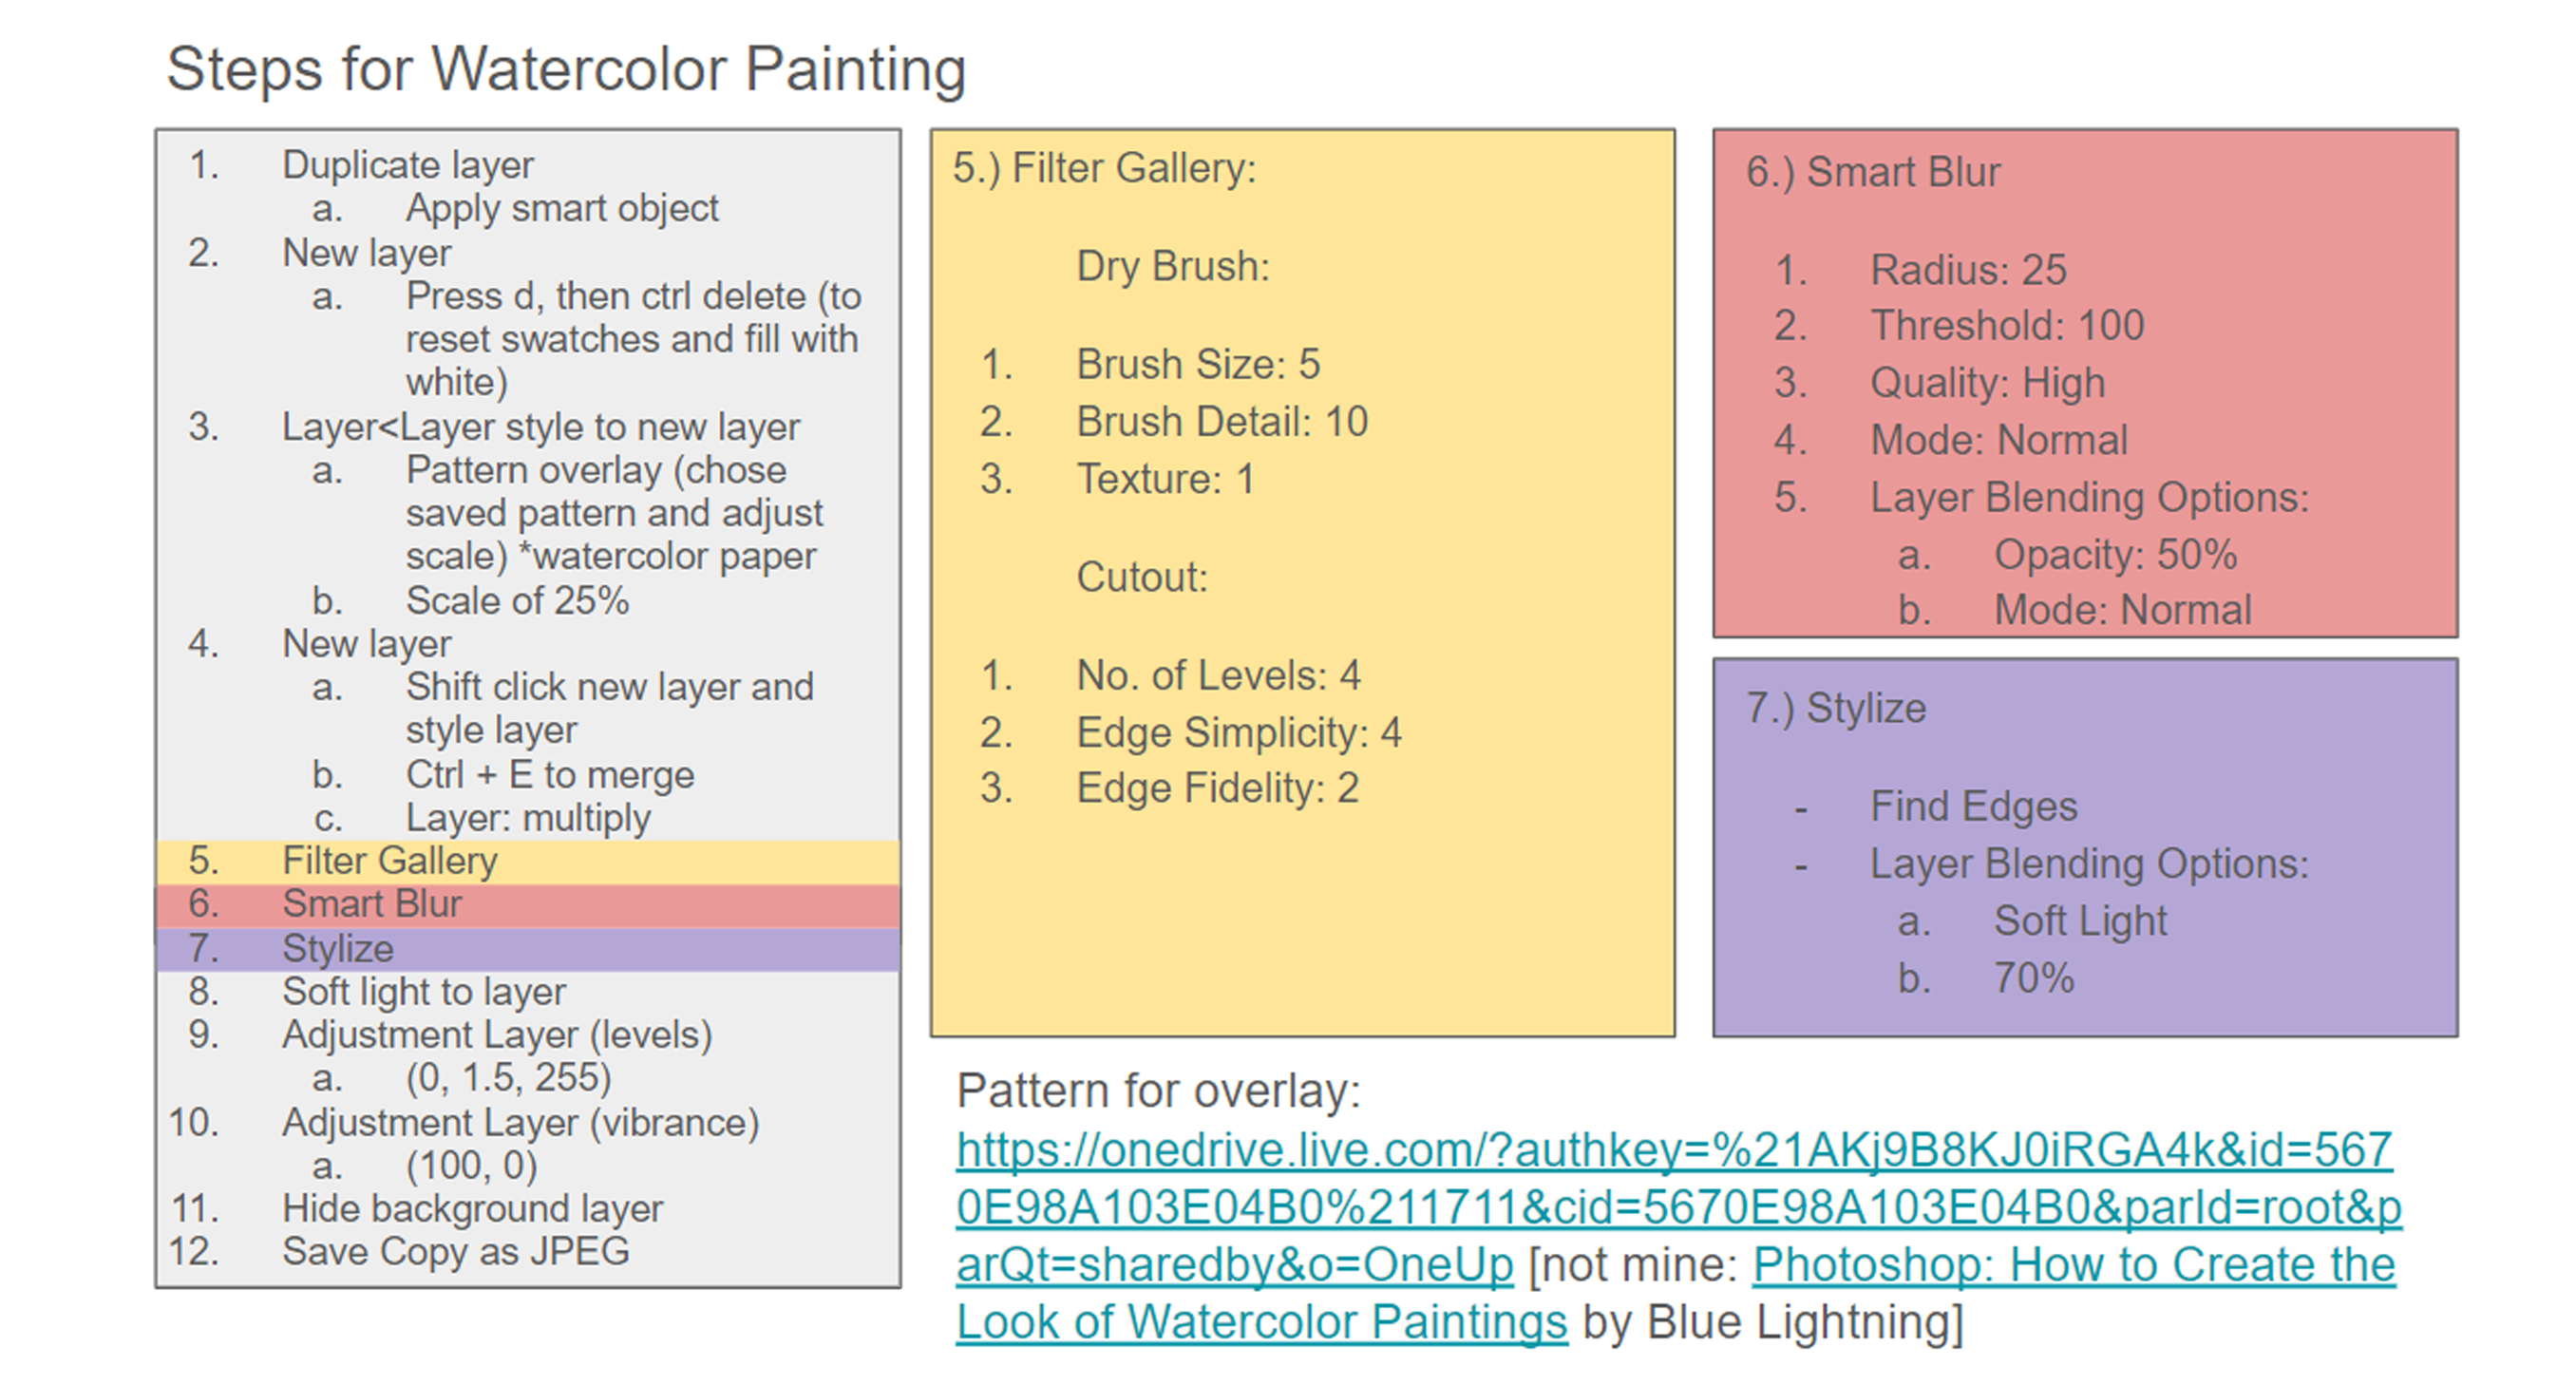 Steps for Watercolor Painting
1. Duplicate layer
a. Apply smart object
2. New layer
a. Press d, then ctrl delete (to
reset swatches and fill with
white)
3. Layer<Layer style to new layer
a. Pattern overlay (chose
saved pattern and adjust
scale) *watercolor paper
b. Scale of 25%
4. New layer
a. Shift click new layer and
style layer
b. Ctrl + E to merge
c. Layer: multiply
5. Filter Gallery
6. Smart Blur
7. Stylize
8. Soft light to layer
9. Adjustment Layer (levels)
a. (0, 1.5, 255)
10. Adjustment Layer (vibrance)
a. (100, 0)
11. Hide background layer
12. Save Copy as JPEG
5.) Filter Gallery:
Dry Brush:
1. Brush Size: 5
2. Brush Detail: 10
3. Texture: 1
Cutout:
1. No. of Levels: 4
2. Edge Simplicity: 4
3. Edge Fidelity: 2
6.) Smart Blur
1. Radius: 25
2. Threshold: 100
3. Quality: High
4. Mode: Normal
5. Layer Blending Options:
a. Opacity: 50%
b. Mode: Normal
7.) Stylize
- Find Edges
- Layer Blending Options:
a. Soft Light
b. 70%
Pattern for overlay:
https://onedrive.live.com/?authkey=%21AKj9B8KJ0iRGA4k&id=567
0E98A103E04B0%211711&cid=5670E98A103E04B0&parId=root&p
arQt=sharedby&o=OneUp [not mine: Photoshop: How to Create the
Look of Watercolor Paintings by Blue Lightning]